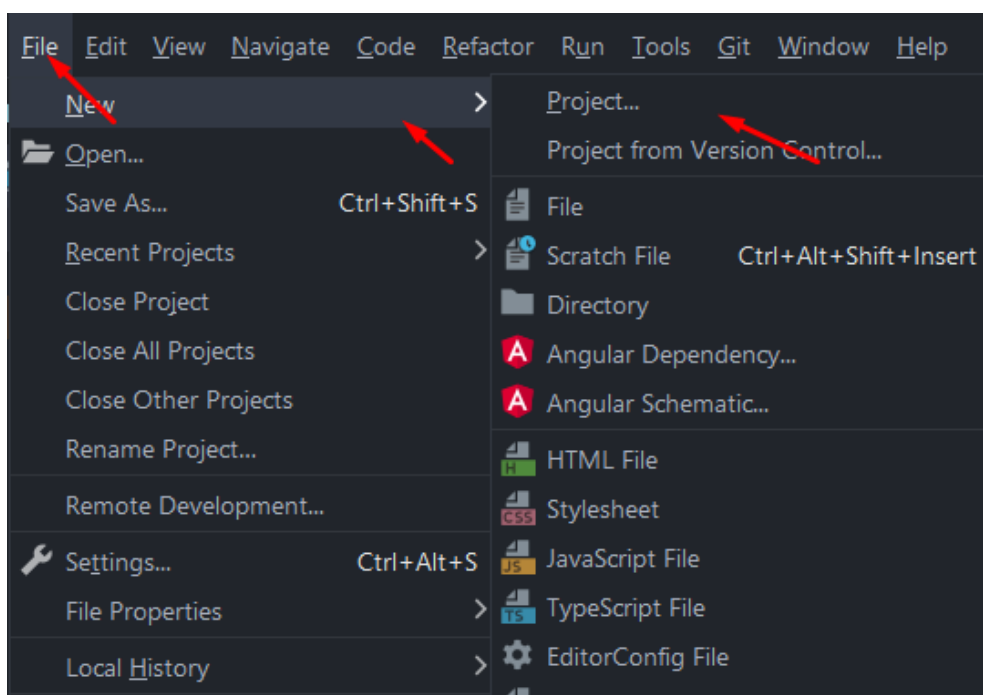 File Edit View Navigate Code Refactor Run Tools Git Window Help
New
Open...
Save As... Ctrl+Shift+S
Recent Projects
Close Project
Close All Projects
Close Other Projects
Rename Project...
Remote Development...
Settings... Ctrl+Alt+S
File Properties
Local History
Project...
Project from Version Control...
File
Scratch File Ctrl+Alt+Shift+Insert
Directory
A Angular Dependency...
A Angular Schematic...
H HTML File
CSS Stylesheet
JS JavaScript File
TS TypeScript File
EditorConfig File